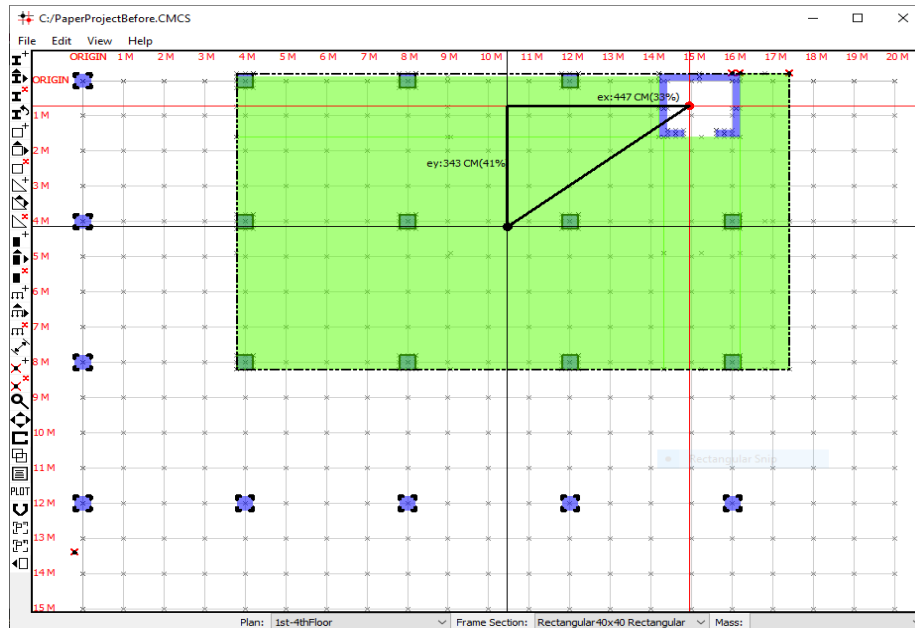 C:/PaperProjectBefore.CMCS
File Edit View Help
ORIGIN 1 M 2 M 3 M 4 M 5 M 6 M 7 M 8 M 9 M 10 M 11 M 12 M 13 M 14 M 15 M 16 M 17 M 18 M 19 M 20 M
ORIGIN
ex:447 CM(33%)
1 M
2 M
ey:343 CM(41%
3 M
4 M
5 M
6 M
7 M
8 M
9 M
10 M
11 M
Rectangular Snip
12 M
PLOT
13 M
14 M
15 M
Plan: 1st-4thFloor Frame Section: Rectangular40x40 Rectangular Mass: